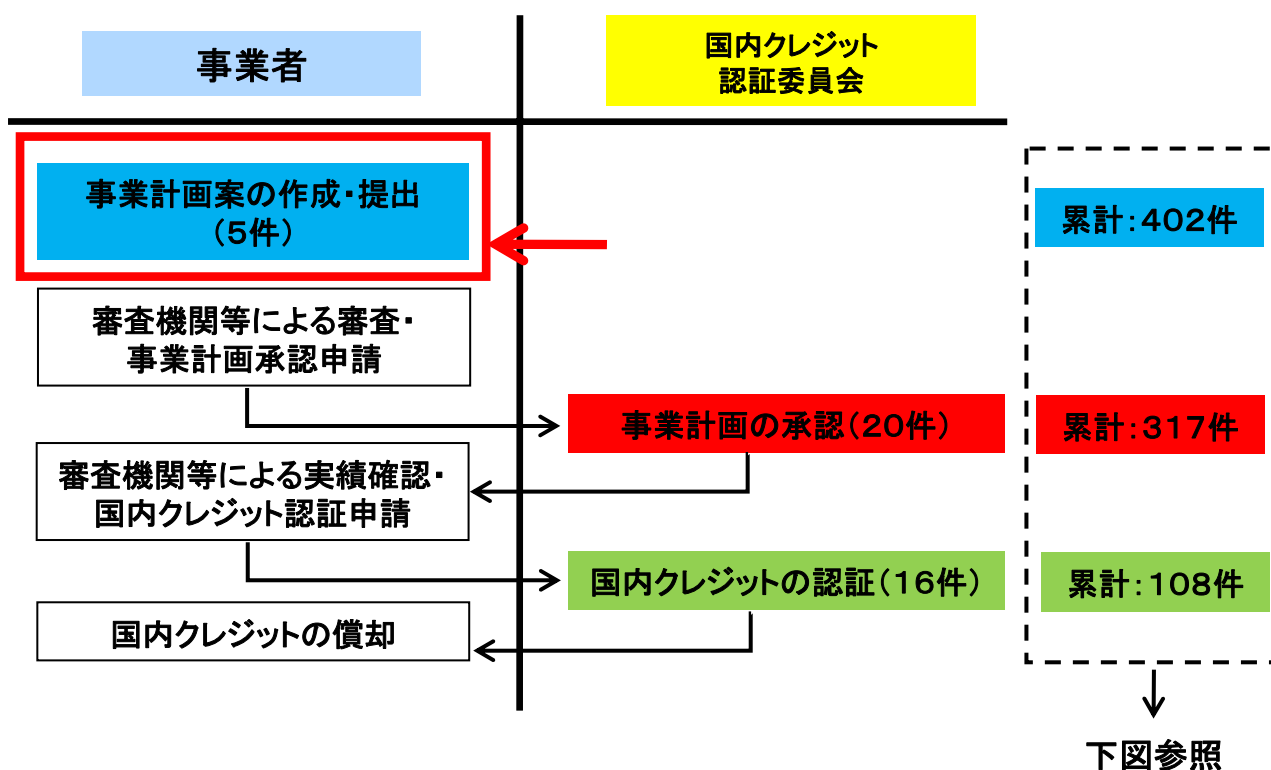 事業者
国内クレジット
認証委員会
事業計画案の作成・提出
(5件)
累計:402件
審査機関等による審査・
事業計画承認申請
事業計画の承認(20件)
累計:317件
審査機関等による実績確認・
国内クレジット認証申請
国内クレジットの認証(16件)
累計:108件
国内クレジットの償却
下図参照